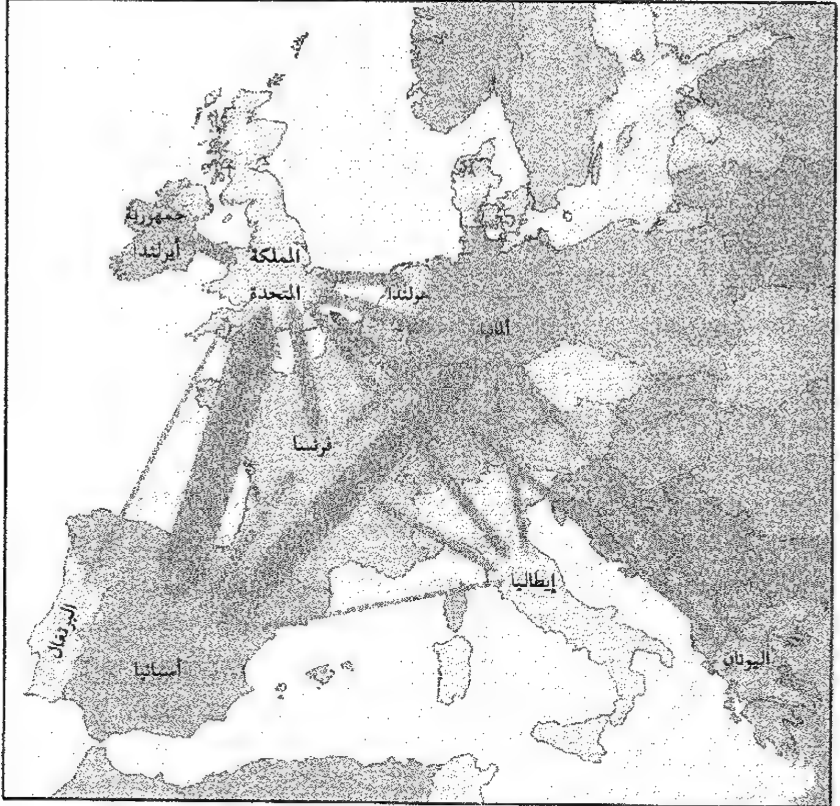 جمهورية
أيرلندا
المملكة
المتحدة
هولندا
ألمانيا
فرنسا
إيطاليا
البرتغال
أسبانيا
اليونان